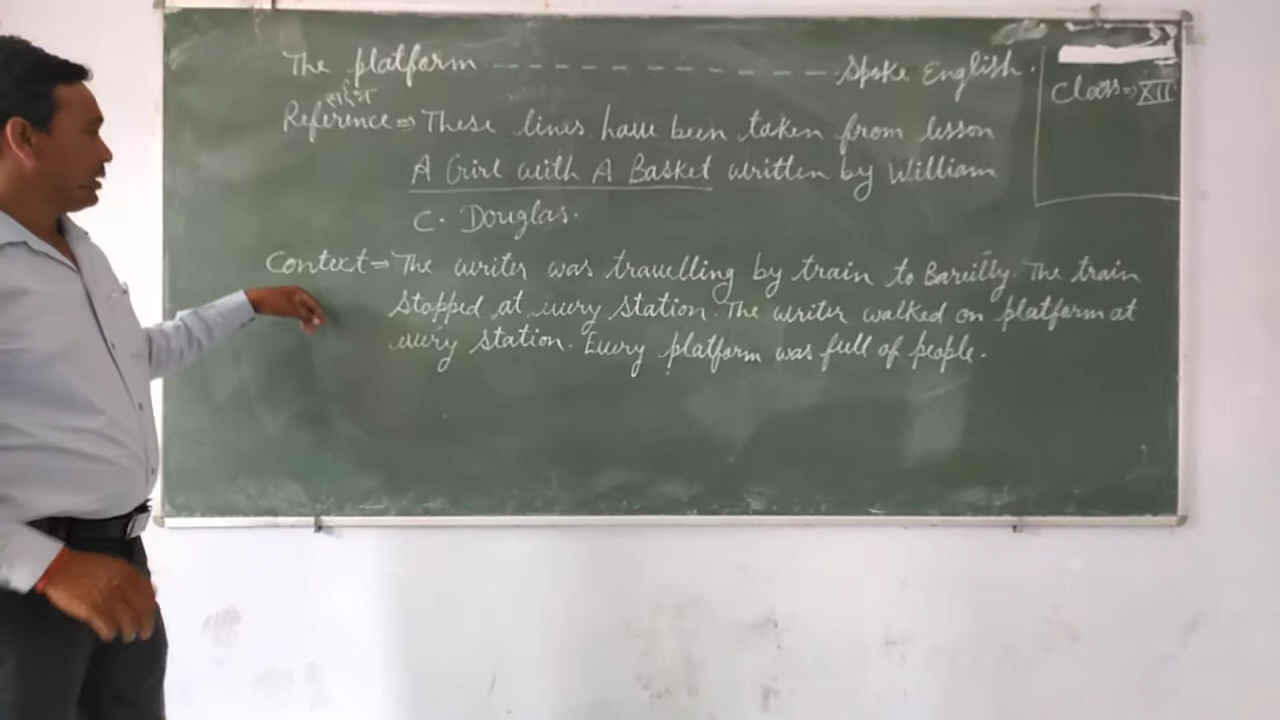 The platform - - - - - - - - - - - - - - - Spoke English.
Class⇒ XII
संदर्भ
Reference ⇒ These lines have been taken from lesson
A Girl with A Basket written by William
C. Douglas.
Context ⇒ The writer was travelling by train to Bareilly. The train
stopped at every station. The writer walked on platform at
every station. Every platform was full of people.